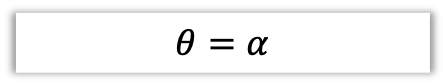 θ = α